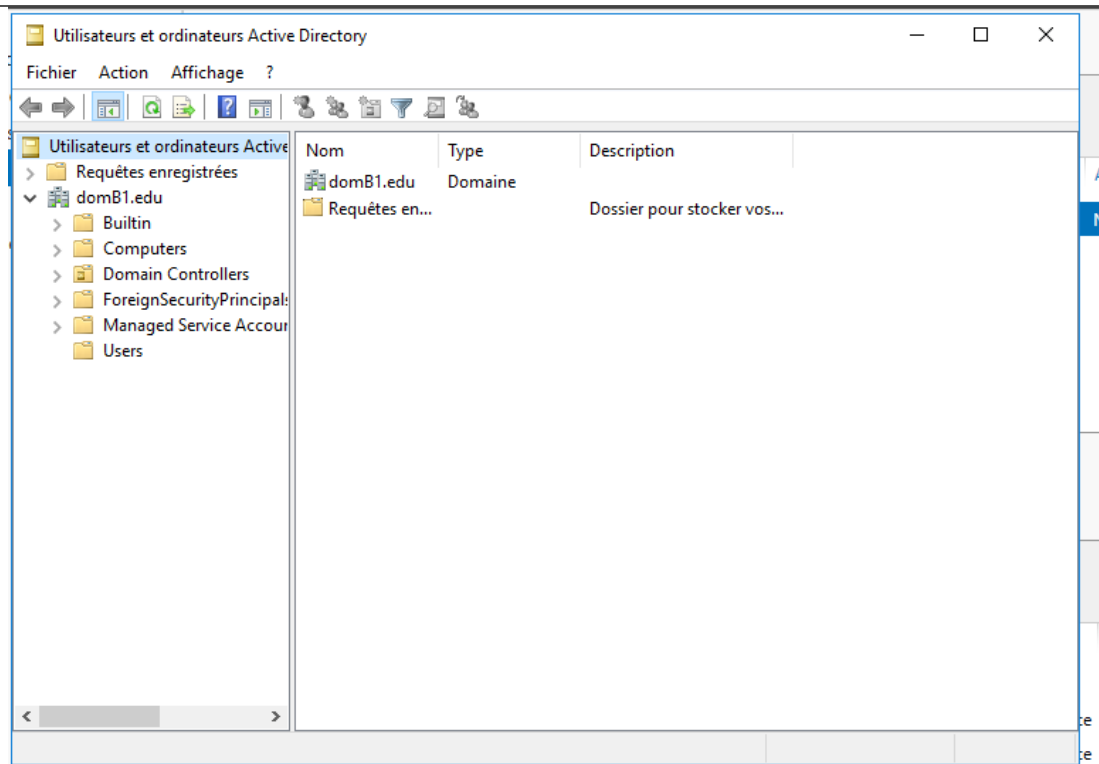 Utilisateurs et ordinateurs Active Directory
Fichier Action Affichage ?
Utilisateurs et ordinateurs Active
Requêtes enregistrées
domB1.edu
Builtin
Computers
Domain Controllers
ForeignSecurityPrincipals
Managed Service Accour
Users
Nom Type Description
domB1.edu Domaine
Requêtes en... Dossier pour stocker vos...